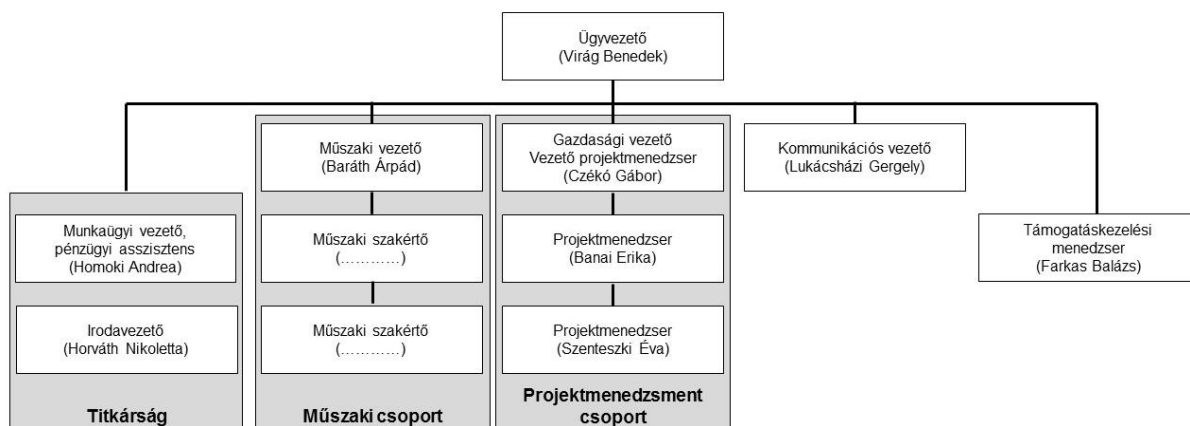 Ügyvezető
(Virág Benedek)
Műszaki vezető
(Baráth Árpád)
Gazdasági vezető
Vezető projektmenedzser
(Czékó Gábor)
Kommunikációs vezető
(Lukácsházi Gergely)
Munkaügyi vezető,
pénzügyi asszisztens
(Homoki Andrea)
Műszaki szakértő
(…………)
Projektmenedzser
(Banai Erika)
Támogatáskezelési
menedzser
(Farkas Balázs)
Irodavezető
(Horváth Nikoletta)
Műszaki szakértő
(…………)
Projektmenedzser
(Szenteszki Éva)
Titkárság
Műszaki csoport
Projektmenedzsment
csoport